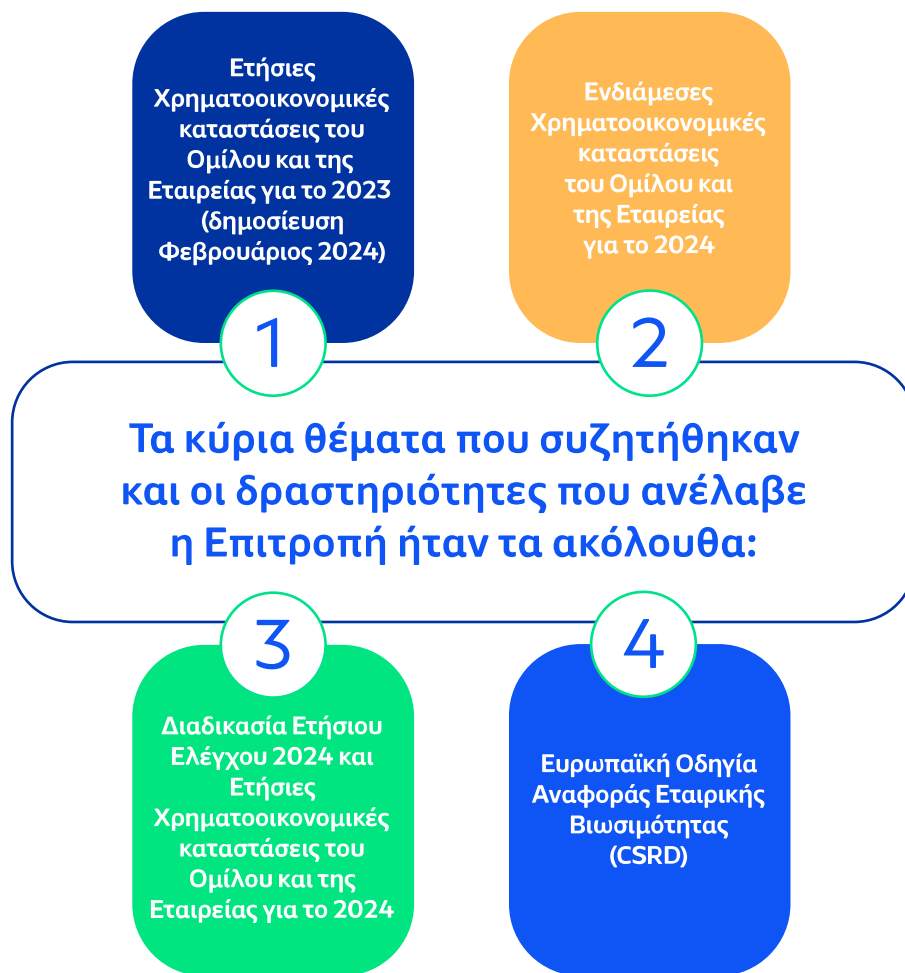 Ετήσιες
Χρηματοοικονομικές
καταστάσεις του
Ομίλου και της
Εταιρείας για το 2023
(δημοσίευση
Φεβρουάριος 2024)
1
Ενδιάμεσες
Χρηματοοικονομικές
καταστάσεις
του Ομίλου και
της Εταιρείας
για το 2024
2
Τα κύρια θέματα που συζητήθηκαν
και οι δραστηριότητες που ανέλαβε
η Επιτροπή ήταν τα ακόλουθα:
3
Διαδικασία Ετήσιου
Ελέγχου 2024 και
Ετήσιες
Χρηματοοικονομικές
καταστάσεις του
Ομίλου και της
Εταιρείας για το 2024
4
Ευρωπαϊκή Οδηγία
Αναφοράς Εταιρικής
Βιωσιμότητας
(CSRD)